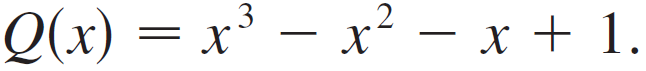 Q(x) = x³ − x² − x + 1.